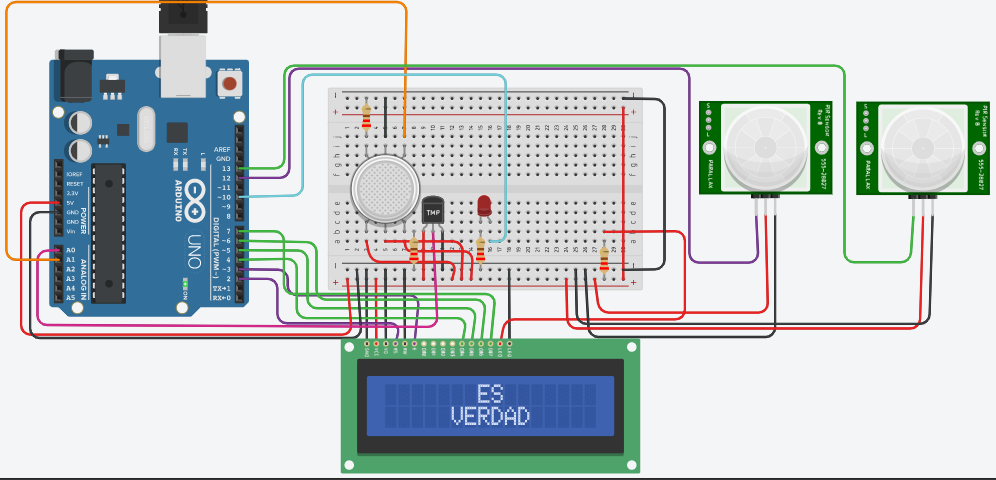 AREF
GND
13
12
~11
~10
~9
8
7
~6
~5
4
~3
2
TX→1
RX←0
DIGITAL (PWM~)
RX
TX
L
ARDUINO
UNO
ON
IOREF
RESET
3.3V
5V
GND
GND
Vin
POWER
A0
A1
A2
A3
A4
A5
ANALOG IN
TMP
PIR Sensor
Rev B
555-28027
PARALLAX
PIR Sensor
Rev B
555-28027
PARALLAX
ES
VERDAD